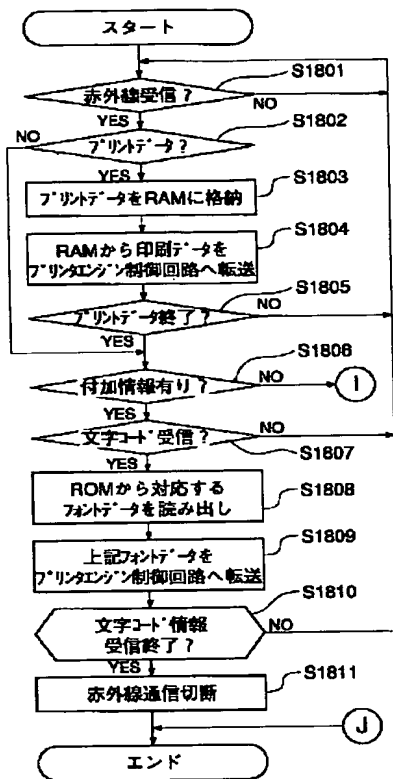 スタート
S1801
赤外線受信?
NO
YES
S1802
NO
プリントデータ?
YES
S1803
プリントデータをRAMに格納
S1804
RAMから印刷データを
プリンタエンジン制御回路へ転送
S1805
プリントデータ終了?
NO
YES
S1806
付加情報有り?
NO
I
YES
文字コード受信?
NO
S1807
YES
ROMから対応する
フォントデータを読み出し
S1808
上記フォントデータを
プリンタエンジン制御回路へ転送
S1809
S1810
文字コード情報
受信終了?
NO
YES
S1811
赤外線通信切断
J
エンド